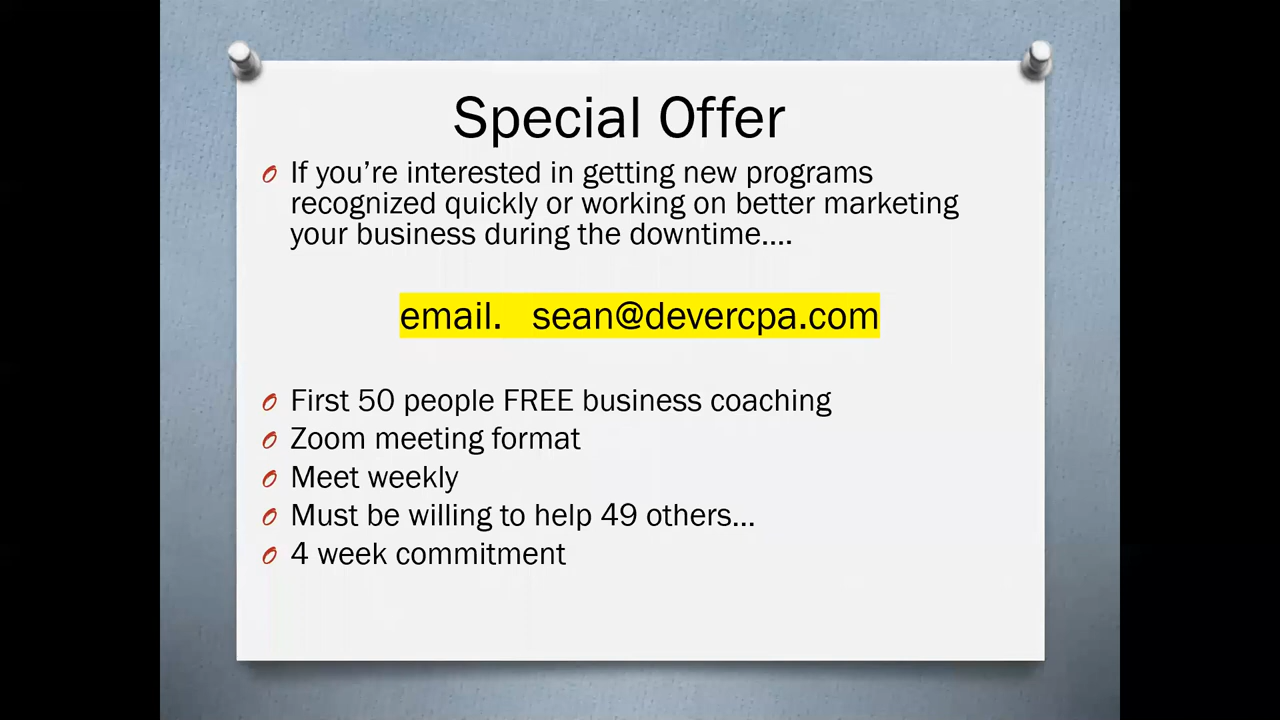 Special Offer
If you’re interested in getting new programs
recognized quickly or working on better marketing
your business during the downtime....
email.   sean@devercpa.com
First 50 people FREE business coaching
Zoom meeting format
Meet weekly
Must be willing to help 49 others…
4 week commitment